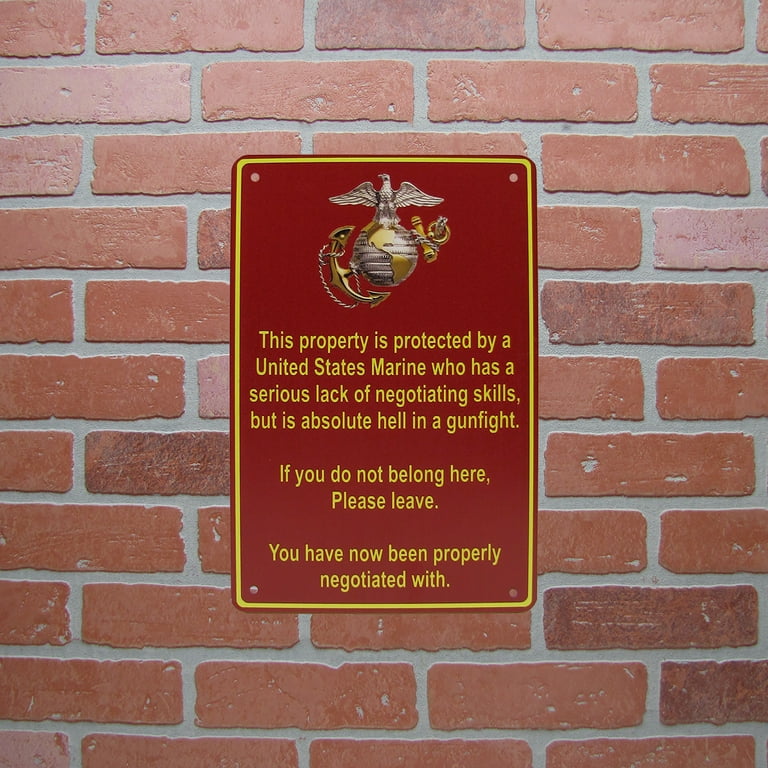 This property is protected by a
United States Marine who has a
serious lack of negotiating skills,
but is absolute hell in a gunfight.
If you do not belong here,
Please leave.
You have now been properly
negotiated with.